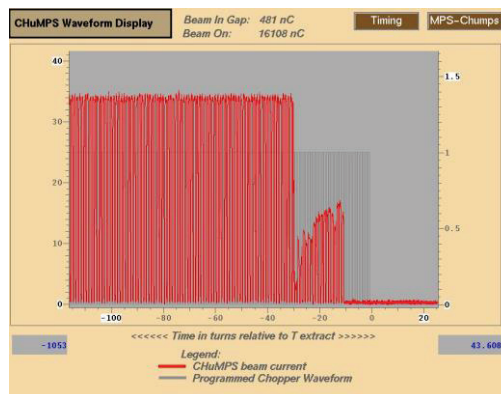 CHuMPS Waveform Display
Beam In Gap: 481 nC
Beam On: 16108 nC
Timing
MPS-Chumps
40
30
20
10
0
1.5
1
0.5
0
-100 -80 -60 -40 -20 0 20
<<<<<< Time in turns relative to T extract >>>>>>
-1053
43.600
Legend:
CHuMPS beam current
Programmed Chopper Waveform